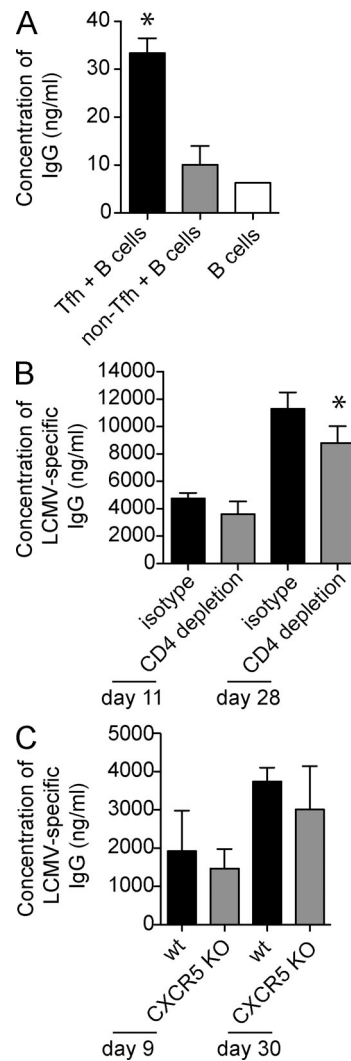 A
Concentration of
IgG (ng/ml)
40
30
20
10
0
*
Tfh + B cells
non-Tfh + B cells
B cells
B
Concentration of
LCMV-specific
IgG (ng/ml)
14000
12000
10000
8000
6000
4000
2000
0
*
isotype
CD4 depletion
isotype
CD4 depletion
day 11
day 28
C
Concentration of
LCMV-specific
IgG (ng/ml)
5000
4000
3000
2000
1000
0
wt
CXCR5 KO
wt
CXCR5 KO
day 9
day 30